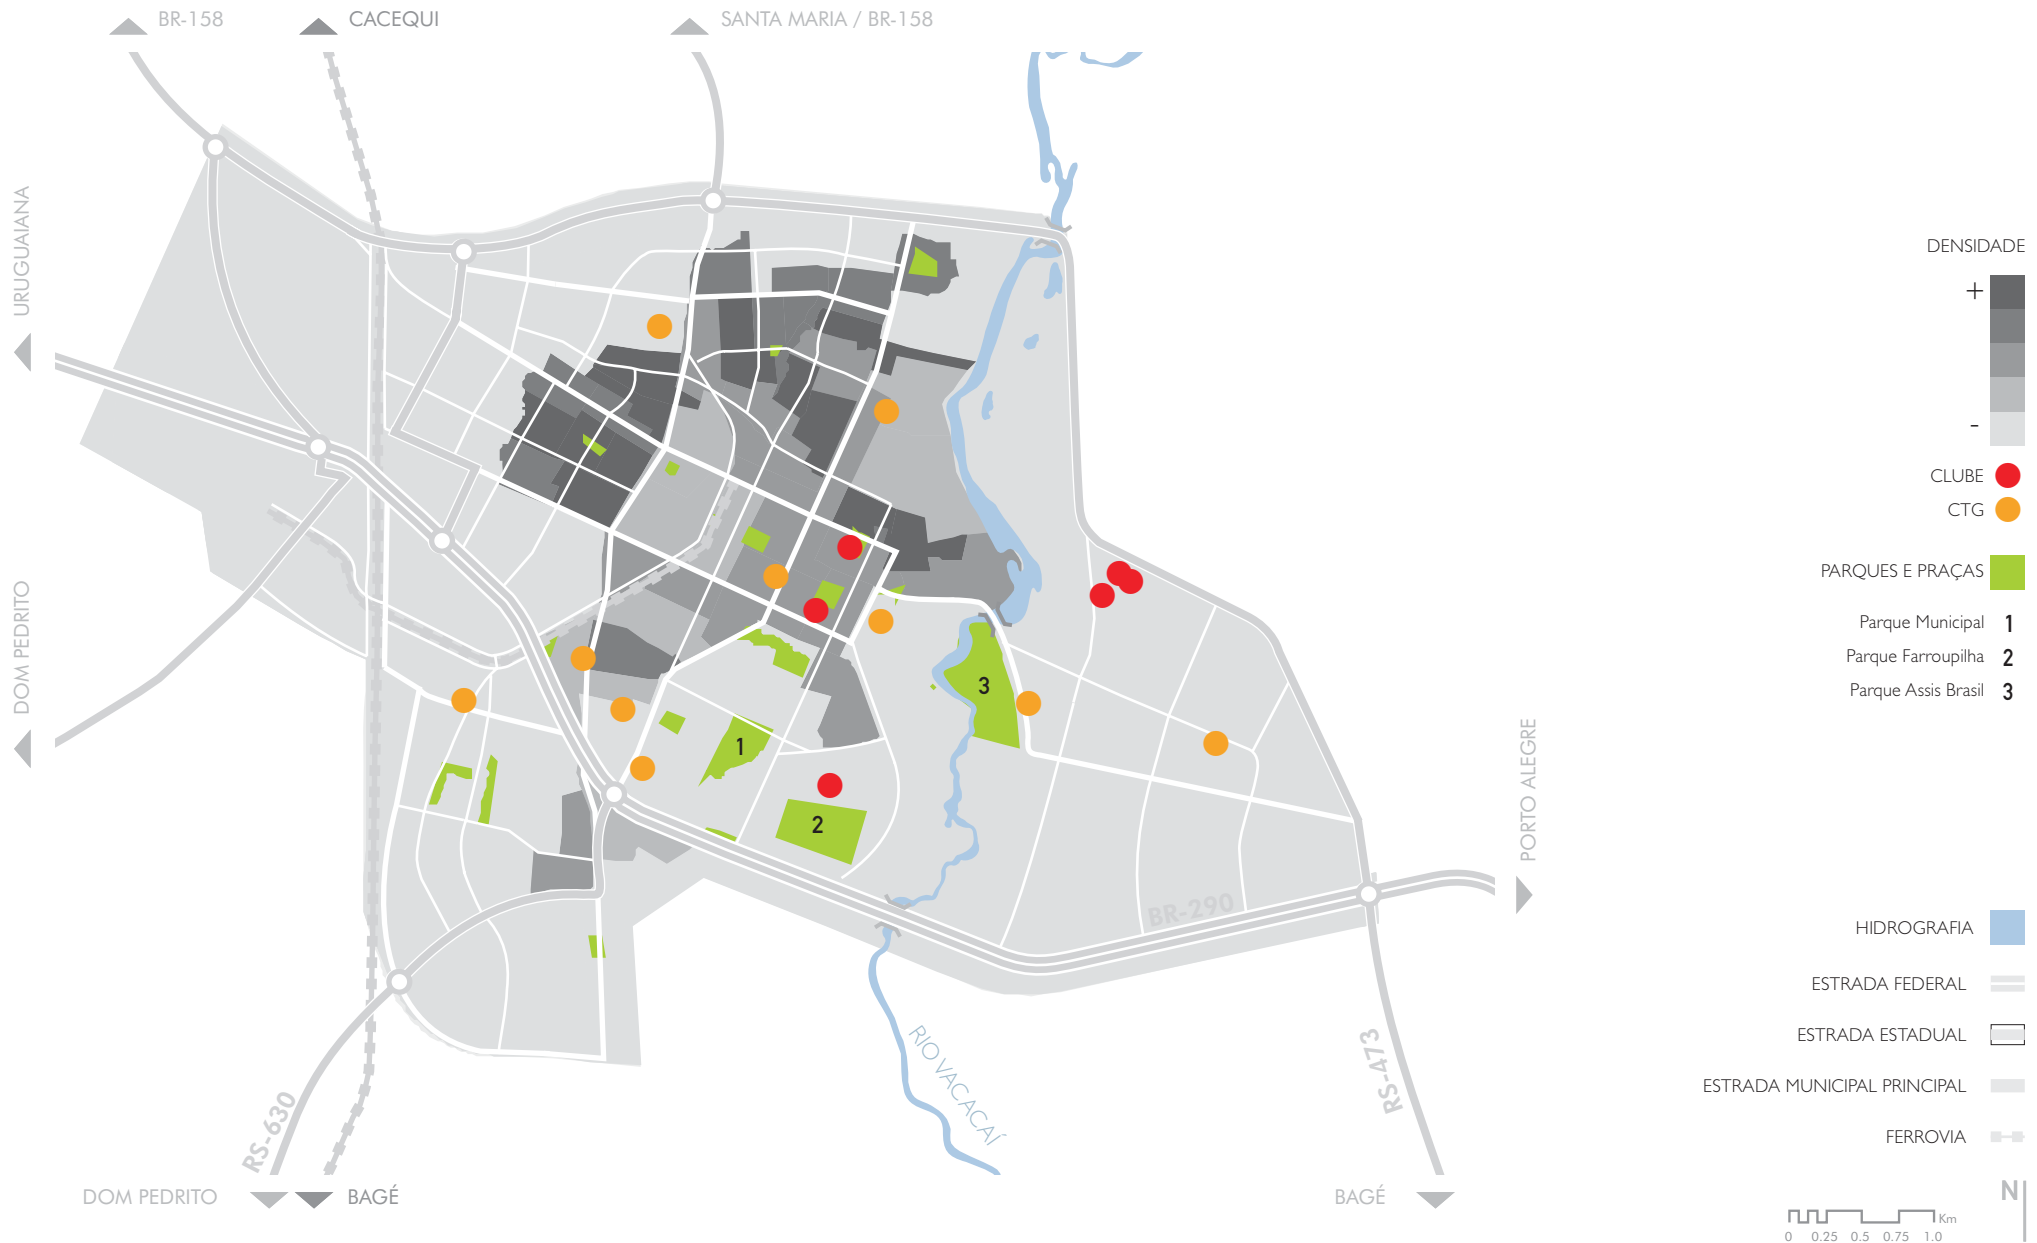 BR-158
CACEQUI
SANTA MARIA / BR-158
URUGUAIANA
DOM PEDRITO
DENSIDADE
+
-
CLUBE
CTG
PARQUES E PRAÇAS
Parque Municipal 1
Parque Farroupilha 2
Parque Assis Brasil 3
3
1
2
PORTO ALEGRE
BR-290
HIDROGRAFIA
ESTRADA FEDERAL
ESTRADA ESTADUAL
ESTRADA MUNICIPAL PRINCIPAL
FERROVIA
RIO VACACAÍ
RS-473
RS-630
DOM PEDRITO
BAGÉ
BAGÉ
N
Km
0 0.25 0.5 0.75 1.0